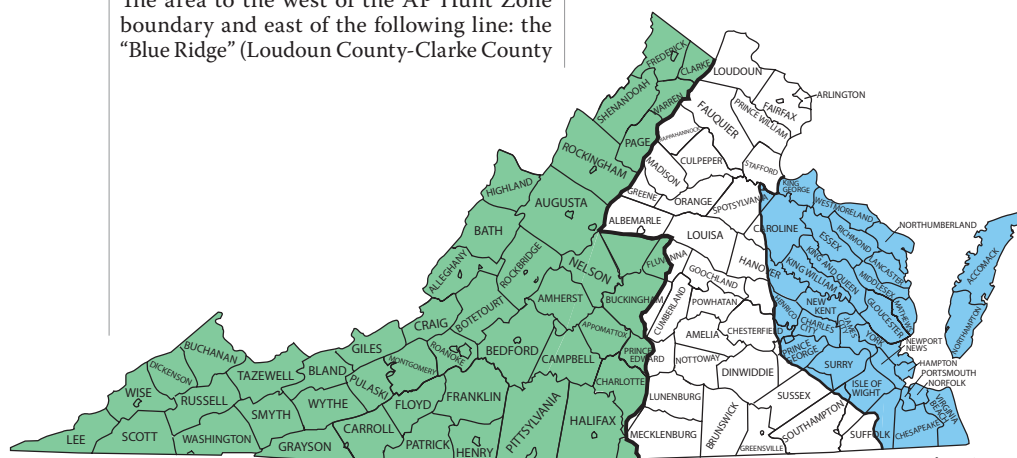 The area to the west of the AP Hunt Zone
boundary and east of the following line: the
“Blue Ridge” (Loudoun County-Clarke County
FREDERICK
CLARKE
LOUDOUN
SHENANDOAH
WARREN
FAUQUIER
PRINCE WILLIAM
FAIRFAX
ARLINGTON
RAPPAHANNOCK
PAGE
ROCKINGHAM
MADISON
CULPEPER
STAFFORD
HIGHLAND
AUGUSTA
GREENE
ORANGE
SPOTSYLVANIA
KING
GEORGE
WESTMORELAND
ALBEMARLE
BATH
LOUISA
CAROLINE
ESSEX
RICHMOND
NORTHUMBERLAND
ROCKBRIDGE
NELSON
FLUVANNA
HANOVER
KING AND QUEEN
LANCASTER
ACCOMACK
ALLEGHANY
GOOCHLAND
KING WILLIAM
MIDDLESEX
AMHERST
BUCKINGHAM
CUMBERLAND
POWHATAN
HENRICO
NEW
KENT
GLOUCESTER
MATHEWS
NORTHAMPTON
CRAIG
BOTETOURT
APPOMATTOX
AMELIA
CHESTERFIELD
CHARLES
CITY
JAMES
YORK
BUCHANAN
GILES
ROANOKE
BEDFORD
CAMPBELL
PRINCE
EDWARD
NOTTOWAY
PRINCE
GEORGE
NEWPORT
NEWS
DICKENSON
TAZEWELL
BLAND
MONTGOMERY
DINWIDDIE
SURRY
HAMPTON
PORTSMOUTH
NORFOLK
WISE
RUSSELL
WYTHE
PULASKI
FLOYD
FRANKLIN
PITTSYLVANIA
CHARLOTTE
LUNENBURG
SUSSEX
ISLE OF
WIGHT
VIRGINIA
BEACH
SMYTH
CARROLL
HALIFAX
BRUNSWICK
SOUTHAMPTON
LEE
SCOTT
WASHINGTON
GRAYSON
PATRICK
HENRY
MECKLENBURG
GREENSVILLE
SUFFOLK
CHESAPEAKE